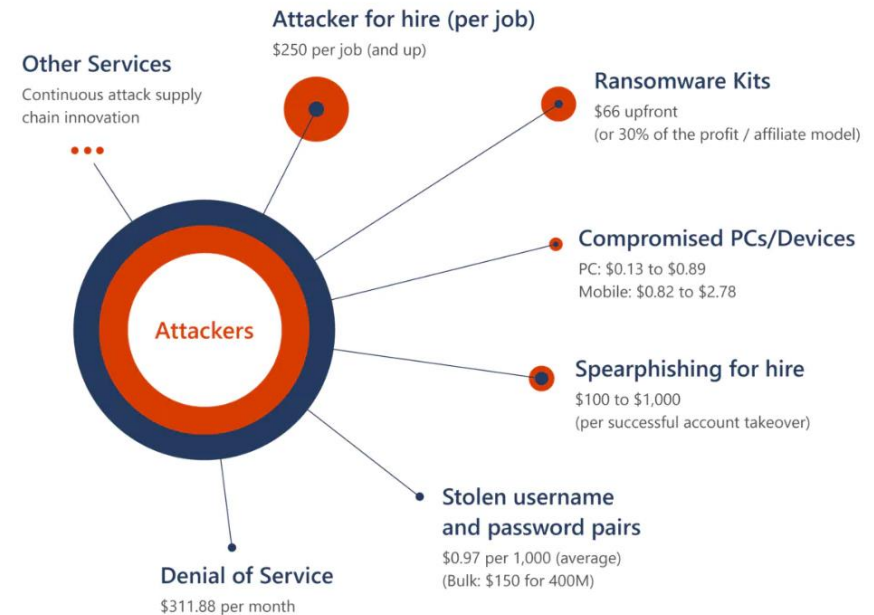 Attacker for hire (per job)
$250 per job (and up)
Other Services
Continuous attack supply
chain innovation
Ransomware Kits
$66 upfront
(or 30% of the profit / affiliate model)
Compromised PCs/Devices
PC: $0.13 to $0.89
Mobile: $0.82 to $2.78
Attackers
Spearphishing for hire
$100 to $1,000
(per successful account takeover)
Stolen username
and password pairs
$0.97 per 1,000 (average)
(Bulk: $150 for 400M)
Denial of Service
$311.88 per month